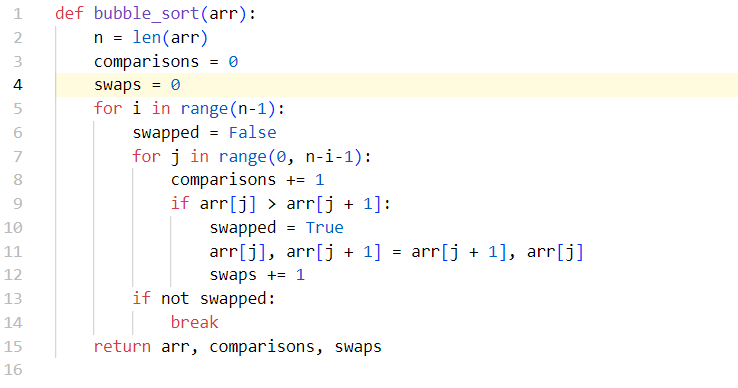 1 def bubble_sort(arr):
2     n = len(arr)
3     comparisons = 0
4     swaps = 0
5     for i in range(n-1):
6         swapped = False
7         for j in range(0, n-i-1):
8             comparisons += 1
9             if arr[j] > arr[j + 1]:
10                 swapped = True
11                 arr[j], arr[j + 1] = arr[j + 1], arr[j]
12                 swaps += 1
13         if not swapped:
14             break
15     return arr, comparisons, swaps
16